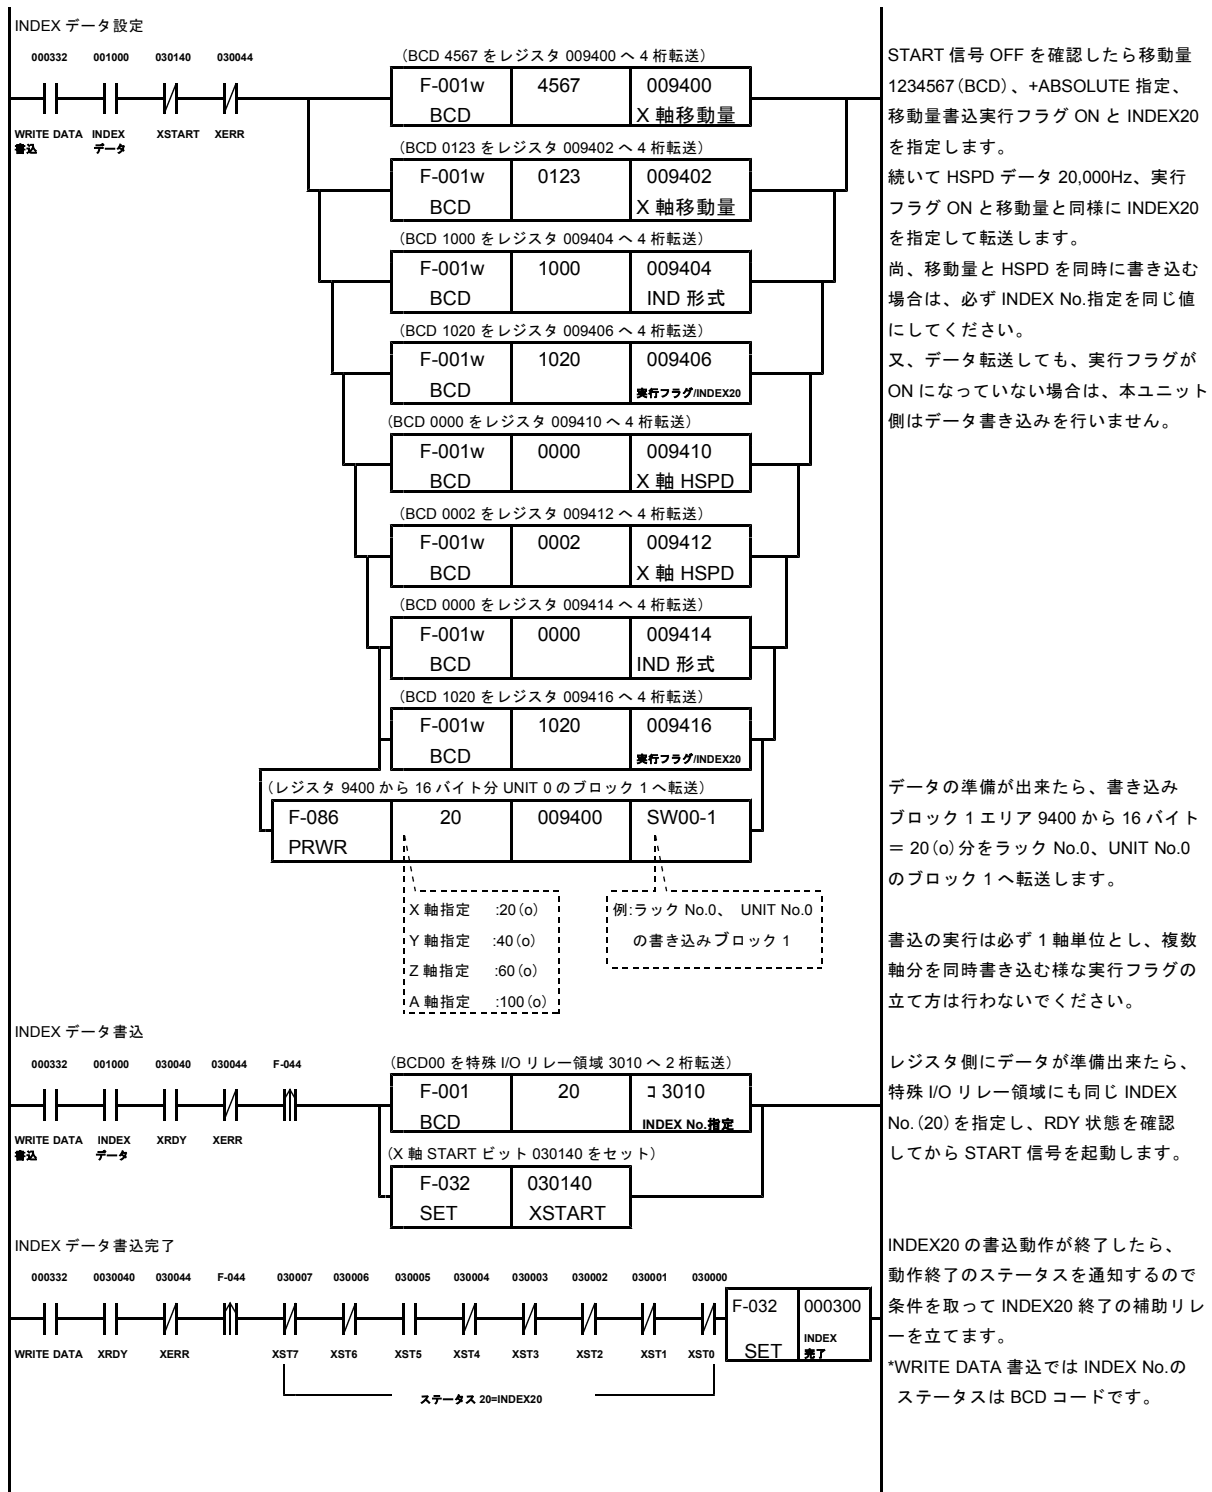 INDEX データ設定
000332 001000 030140 030044
WRITE DATA INDEX XSTART XERR
書込 データ
(BCD 4567 をレジスタ 009400 へ 4 桁転送)
F-001w 4567 009400
BCD X 軸移動量
(BCD 0123 をレジスタ 009402 へ 4 桁転送)
F-001w 0123 009402
BCD X 軸移動量
(BCD 1000 をレジスタ 009404 へ 4 桁転送)
F-001w 1000 009404
BCD IND 形式
(BCD 1020 をレジスタ 009406 へ 4 桁転送)
F-001w 1020 009406
BCD 実行フラグ/INDEX20
(BCD 0000 をレジスタ 009410 へ 4 桁転送)
F-001w 0000 009410
BCD X 軸 HSPD
(BCD 0002 をレジスタ 009412 へ 4 桁転送)
F-001w 0002 009412
BCD X 軸 HSPD
(BCD 0000 をレジスタ 009414 へ 4 桁転送)
F-001w 0000 009414
BCD IND 形式
(BCD 1020 をレジスタ 009416 へ 4 桁転送)
F-001w 1020 009416
BCD 実行フラグ/INDEX20
(レジスタ 9400 から 16 バイト分 UNIT 0 のブロック 1 へ転送)
F-086 20 009400 SW00-1
PRWR
X 軸指定 :20(o)
Y 軸指定 :40(o)
Z 軸指定 :60(o)
A 軸指定 :100(o)
例:ラック No.0、 UNIT No.0
の書き込みブロック 1
START 信号 OFF を確認したら移動量
1234567(BCD)、+ABSOLUTE 指定、
移動量書込実行フラグ ON と INDEX20
を指定します。
続いて HSPD データ 20,000Hz、実行
フラグ ON と移動量と同様に INDEX20
を指定して転送します。
尚、移動量と HSPD を同時に書き込む
場合は、必ず INDEX No.指定を同じ値
にしてください。
又、データ転送しても、実行フラグが
ON になっていない場合は、本ユニット
側はデータ書き込みを行いません。
データの準備が出来たら、書き込み
ブロック 1 エリア 9400 から 16 バイト
＝ 20(o)分をラック No.0、UNIT No.0
のブロック 1 へ転送します。
書込の実行は必ず 1 軸単位とし、複数
軸分を同時書き込む様な実行フラグの
立て方は行わないでください。
INDEX データ書込
000332 001000 030040 030044 F-044
WRITE DATA INDEX XRDY XERR
書込 データ
(BCD00 を特殊 I/O リレー領域 3010 へ 2 桁転送)
F-001 20 コ 3010
BCD INDEX No.指定
(X 軸 START ビット 030140 をセット)
F-032 030140
SET XSTART
レジスタ側にデータが準備出来たら、
特殊 I/O リレー領域にも同じ INDEX
No.(20)を指定し、RDY 状態を確認
してから START 信号を起動します。
INDEX データ書込完了
000332 0030040 030044 F-044 030007 030006 030005 030004 030003 030002 030001 030000
WRITE DATA XRDY XERR XST7 XST6 XST5 XST4 XST3 XST2 XST1 XST0
F-032 000300
SET INDEX
完了
ステータス 20=INDEX20
INDEX20 の書込動作が終了したら、
動作終了のステータスを通知するので
条件を取って INDEX20 終了の補助リレ
ーを立てます。
*WRITE DATA 書込では INDEX No.の
ステータスは BCD コードです。